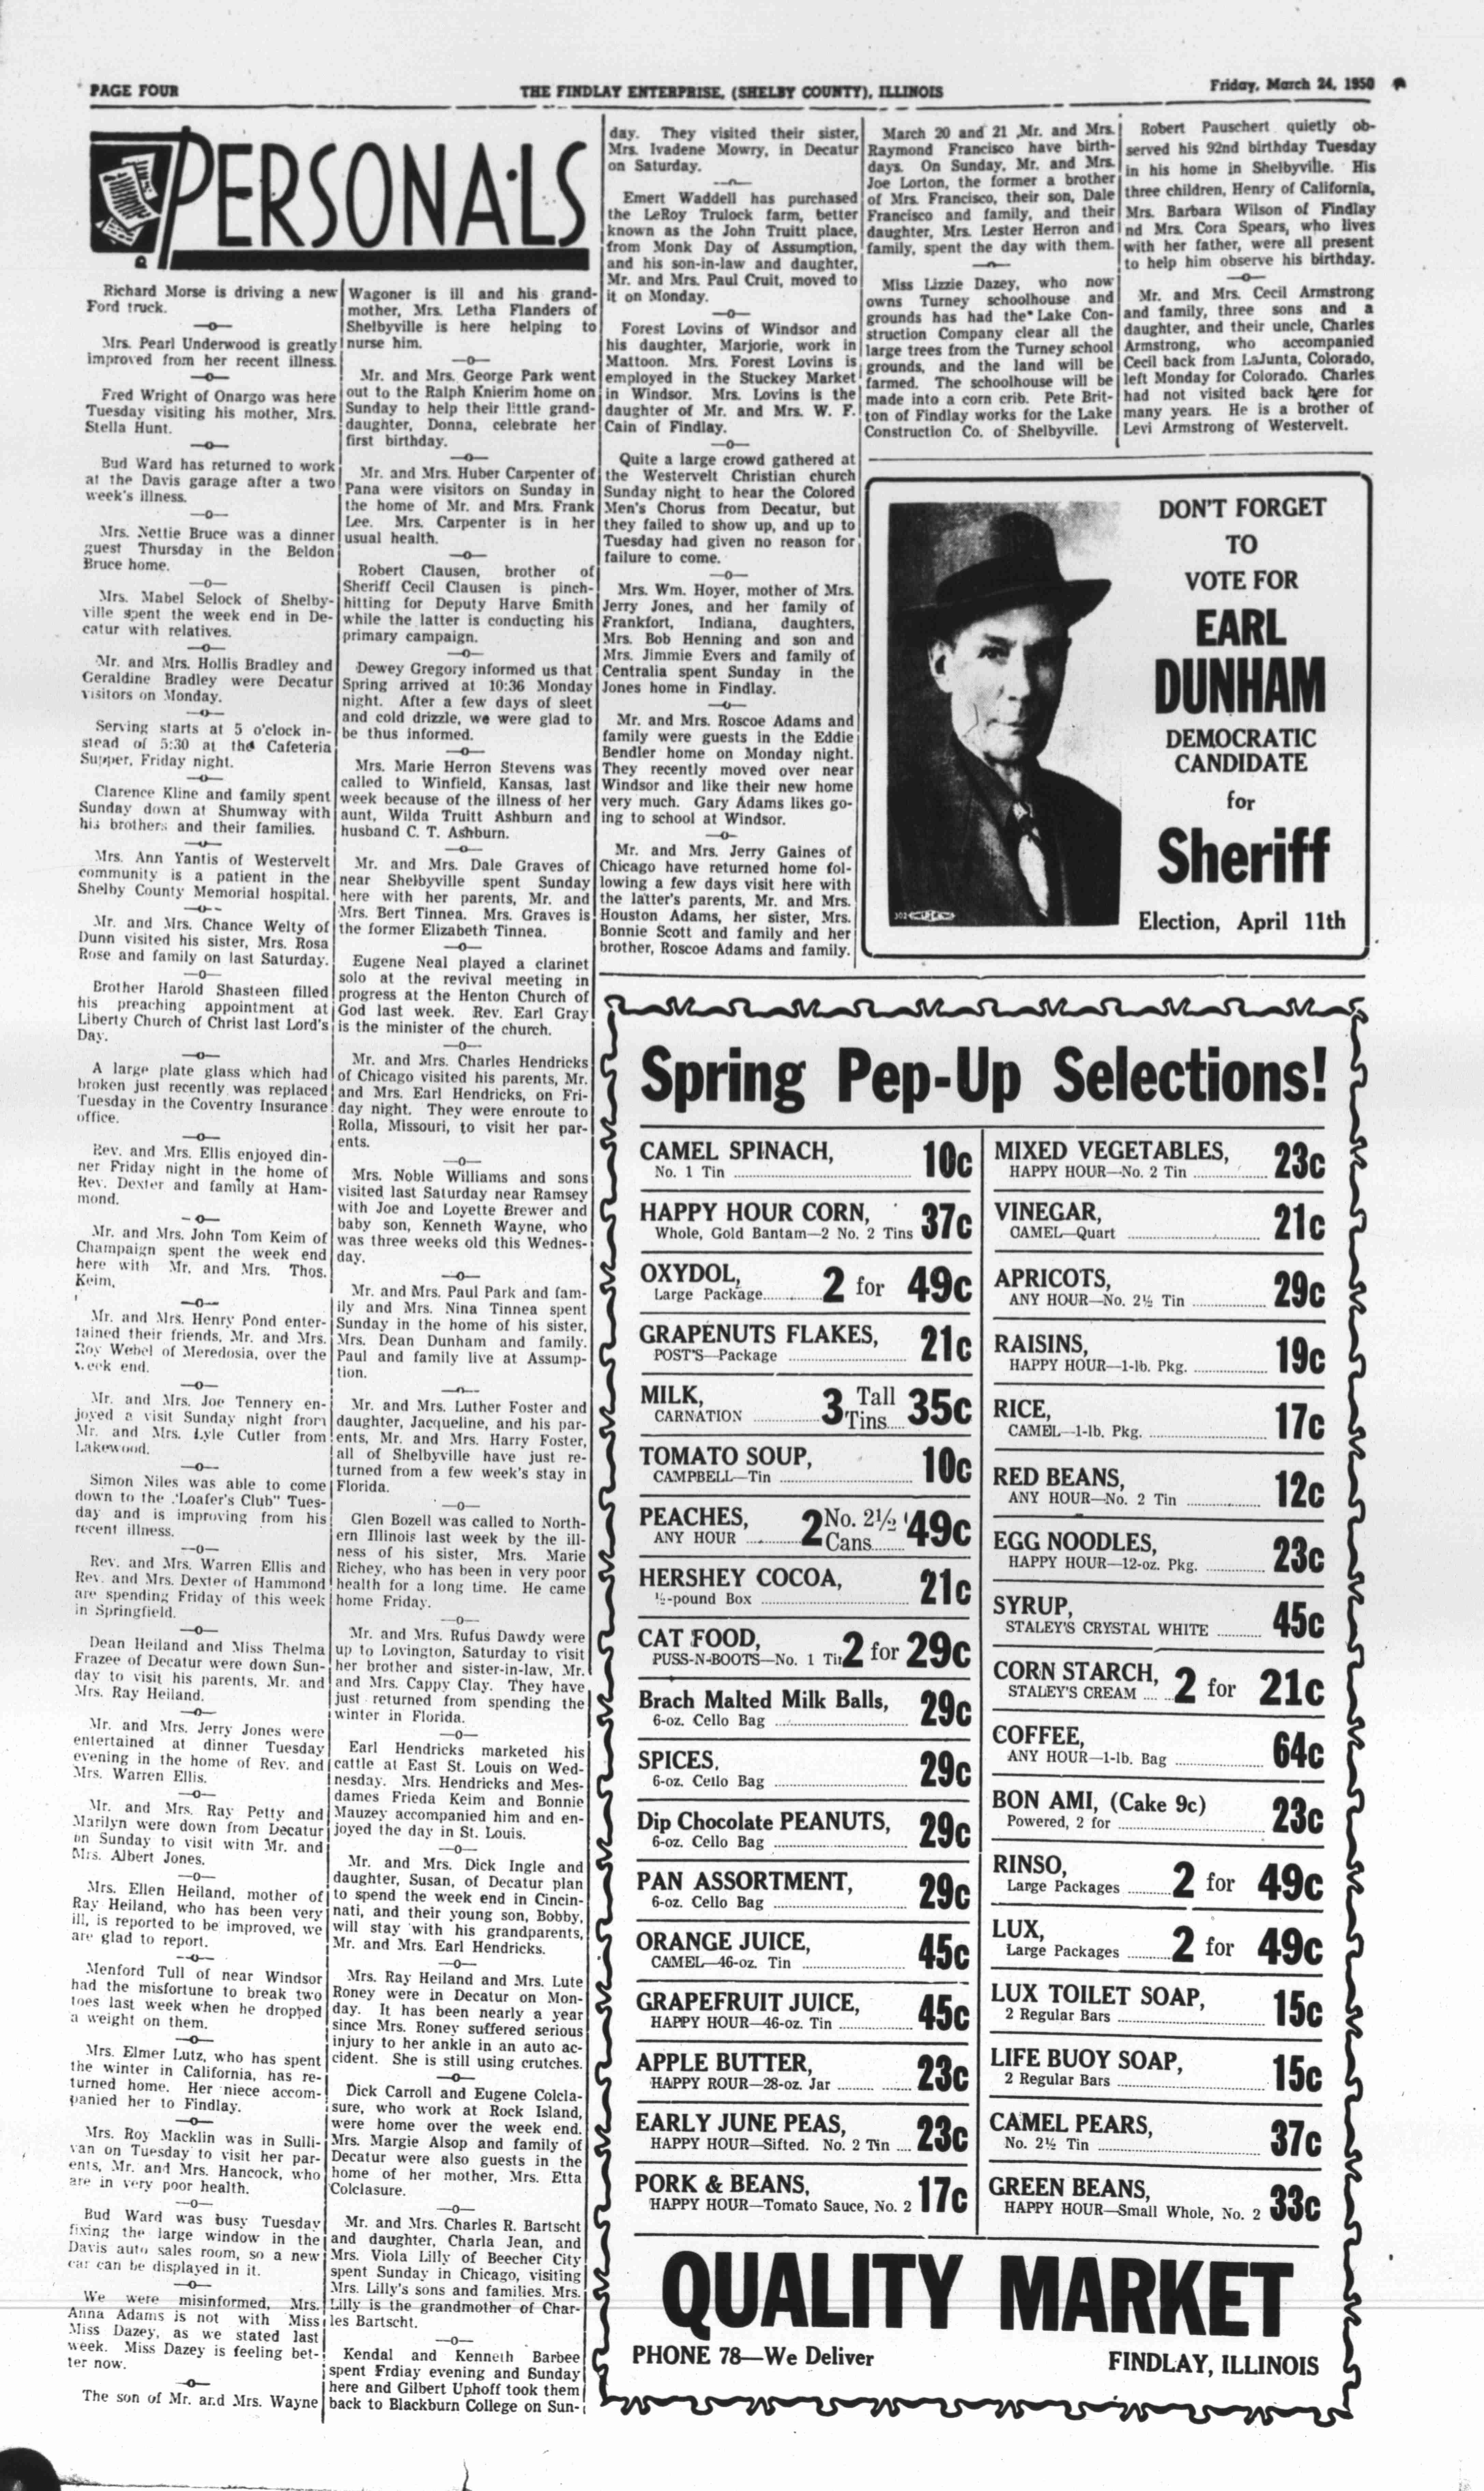 PAGE FOUR
THE FINDLAY ENTERPRISE, (SHELBY COUNTY), ILLINOIS
Friday, March 24, 1950
PERSONALS
Richard Morse is driving a new
Ford truck.
—o—
Mrs. Pearl Underwood is greatly
improved from her recent illness.
—o—
Fred Wright of Onargo was here
Tuesday visiting his mother, Mrs.
Stella Hunt.
—o—
Bud Ward has returned to work
at the Davis garage after a two
week's illness.
—o—
Mrs. Nettie Bruce was a dinner
guest Thursday in the Beldon
Bruce home.
—o—
Mrs. Mabel Selock of Shelby-
ville spent the week end in De-
catur with relatives.
—o—
Mr. and Mrs. Hollis Bradley and
Geraldine Bradley were Decatur
visitors on Monday.
—o—
Serving starts at 5 o'clock in-
stead of 5:30 at the Cafeteria
Supper, Friday night.
—o—
Clarence Kline and family spent
Sunday down at Shumway with
his brothers and their families.
—o—
Mrs. Ann Yantis of Westervelt
community is a patient in the
Shelby County Memorial hospital.
—o—
Mr. and Mrs. Chance Welty of
Dunn visited his sister, Mrs. Rosa
Rose and family on last Saturday.
—o—
Brother Harold Shasteen filled
his preaching appointment at
Liberty Church of Christ last Lord's
Day.
—o—
A large plate glass which had
broken just recently was replaced
Tuesday in the Coventry Insurance
office.
—o—
Rev. and Mrs. Ellis enjoyed din-
ner Friday night in the home of
Rev. Dexter and family at Ham-
mond.
—o—
Mr. and Mrs. John Tom Keim of
Champaign spent the week end
here with Mr. and Mrs. Thos.
Keim.
—o—
Mr. and Mrs. Henry Pond enter-
tained their friends, Mr. and Mrs.
Roy Webel of Meredosia, over the
week end.
—o—
Mr. and Mrs. Joe Tennery en-
joyed a visit Sunday night from
Mr. and Mrs. Lyle Cutler from
Lakewood.
—o—
Simon Niles was able to come
down to the "Loafer's Club" Tues-
day and is improving from his
recent illness.
—o—
Rev. and Mrs. Warren Ellis and
Rev. and Mrs. Dexter of Hammond
are spending Friday of this week
in Springfield.
—o—
Dean Heiland and Miss Thelma
Frazee of Decatur were down Sun-
day to visit his parents, Mr. and
Mrs. Ray Heiland.
—o—
Mr. and Mrs. Jerry Jones were
entertained at dinner Tuesday
evening in the home of Rev. and
Mrs. Warren Ellis.
—o—
Mr. and Mrs. Ray Petty and
Marilyn were down from Decatur
on Sunday to visit with Mr. and
Mrs. Albert Jones.
—o—
Mrs. Ellen Heiland, mother of
Ray Heiland, who has been very
ill, is reported to be improved, we
are glad to report.
—o—
Menford Tull of near Windsor
had the misfortune to break two
toes last week when he dropped
a weight on them.
—o—
Mrs. Elmer Lutz, who has spent
the winter in California, has re-
turned home. Her niece accom-
panied her to Findlay.
—o—
Mrs. Roy Macklin was in Sulli-
van on Tuesday to visit her par-
ents, Mr. and Mrs. Hancock, who
are in very poor health.
—o—
Bud Ward was busy Tuesday
fixing the large window in the
Davis auto sales room, so a new
car can be displayed in it.
—o—
We were misinformed, Mrs.
Anna Adams is not with Miss
Miss Dazey, as we stated last
week. Miss Dazey is feeling bet-
ter now.
—o—
The son of Mr. and Mrs. Wayne
Wagoner is ill and his grand-
mother, Mrs. Letha Flanders of
Shelbyville is here helping to
nurse him.
—o—
Mr. and Mrs. George Park went
out to the Ralph Knierim home on
Sunday to help their little grand-
daughter, Donna, celebrate her
first birthday.
—o—
Mr. and Mrs. Huber Carpenter of
Pana were visitors on Sunday in
the home of Mr. and Mrs. Frank
Lee. Mrs. Carpenter is in her
usual health.
—o—
Robert Clausen, brother of
Sheriff Cecil Clausen is pinch-
hitting for Deputy Harve Smith
while the latter is conducting his
primary campaign.
—o—
Dewey Gregory informed us that
Spring arrived at 10:36 Monday
night. After a few days of sleet
and cold drizzle, we were glad to
be thus informed.
—o—
Mrs. Marie Herron Stevens was
called to Winfield, Kansas, last
week because of the illness of her
aunt, Wilda Truitt Ashburn and
husband C. T. Ashburn.
—o—
Mr. and Mrs. Dale Graves of
near Shelbyville spent Sunday
here with her parents, Mr. and
Mrs. Bert Tinnea. Mrs. Graves is
the former Elizabeth Tinnea.
—o—
Eugene Neal played a clarinet
solo at the revival meeting in
progress at the Henton Church of
God last week. Rev. Earl Gray
is the minister of the church.
—o—
Mr. and Mrs. Charles Hendricks
of Chicago visited his parents, Mr.
and Mrs. Earl Hendricks, on Fri-
day night. They were enroute to
Rolla, Missouri, to visit her par-
ents.
—o—
Mrs. Noble Williams and sons
visited last Saturday near Ramsey
with Joe and Loyette Brewer and
baby son, Kenneth Wayne, who
was three weeks old this Wednes-
day.
—o—
Mr. and Mrs. Paul Park and fam-
ily and Mrs. Nina Tinnea spent
Sunday in the home of his sister,
Mrs. Dean Dunham and family.
Paul and family live at Assump-
tion.
—o—
Mr. and Mrs. Luther Foster and
daughter, Jacqueline, and his par-
ents, Mr. and Mrs. Harry Foster,
all of Shelbyville have just re-
turned from a few week's stay in
Florida.
—o—
Glen Bozell was called to North-
ern Illinois last week by the ill-
ness of his sister, Mrs. Marie
Richey, who has been in very poor
health for a long time. He came
home Friday.
—o—
Mr. and Mrs. Rufus Dawdy were
up to Lovington, Saturday to visit
her brother and sister-in-law, Mr.
and Mrs. Cappy Clay. They have
just returned from spending the
winter in Florida.
—o—
Earl Hendricks marketed his
cattle at East St. Louis on Wed-
nesday. Mrs. Hendricks and Mes-
dames Frieda Keim and Bonnie
Mauzey accompanied him and en-
joyed the day in St. Louis.
—o—
Mr. and Mrs. Dick Ingle and
daughter, Susan, of Decatur plan
to spend the week end in Cincin-
nati, and their young son, Bobby,
will stay with his grandparents,
Mr. and Mrs. Earl Hendricks.
—o—
Mrs. Ray Heiland and Mrs. Lute
Roney were in Decatur on Mon-
day. It has been nearly a year
since Mrs. Roney suffered serious
injury to her ankle in an auto ac-
cident. She is still using crutches.
—o—
Dick Carroll and Eugene Colcla-
sure, who work at Rock Island,
were home over the week end.
Mrs. Margie Alsop and family of
Decatur were also guests in the
home of her mother, Mrs. Etta
Colclasure.
—o—
Mr. and Mrs. Charles R. Bartscht
and daughter, Charla Jean, and
Mrs. Viola Lilly of Beecher City
spent Sunday in Chicago, visiting
Mrs. Lilly's sons and families. Mrs.
Lilly is the grandmother of Char-
les Bartscht.
—o—
Kendal and Kenneth Barbee
spent Frdiay evening and Sunday
here and Gilbert Uphoff took them
back to Blackburn College on Sun-
day. They visited their sister,
Mrs. Ivadene Mowry, in Decatur
on Saturday.
—o—
Emert Waddell has purchased
the LeRoy Trulock farm, better
known as the John Truitt place,
from Monk Day of Assumption,
and his son-in-law and daughter,
Mr. and Mrs. Paul Cruit, moved to
it on Monday.
—o—
Forest Lovins of Windsor and
his daughter, Marjorie, work in
Mattoon. Mrs. Forest Lovins is
employed in the Stuckey Market
in Windsor. Mrs. Lovins is the
daughter of Mr. and Mrs. W. F.
Cain of Findlay.
—o—
Quite a large crowd gathered at
the Westervelt Christian church
Sunday night to hear the Colored
Men's Chorus from Decatur, but
they failed to show up, and up to
Tuesday had given no reason for
failure to come.
—o—
Mrs. Wm. Hoyer, mother of Mrs.
Jerry Jones, and her family of
Frankfort, Indiana, daughters,
Mrs. Bob Henning and son and
Mrs. Jimmie Evers and family of
Centralia spent Sunday in the
Jones home in Findlay.
—o—
Mr. and Mrs. Roscoe Adams and
family were guests in the Eddie
Bendler home on Monday night.
They recently moved over near
Windsor and like their new home
very much. Gary Adams likes go-
ing to school at Windsor.
—o—
Mr. and Mrs. Jerry Gaines of
Chicago have returned home fol-
lowing a few days visit here with
the latter's parents, Mr. and Mrs.
Houston Adams, her sister, Mrs.
Bonnie Scott and family and her
brother, Roscoe Adams and family.
March 20 and 21 Mr. and Mrs.
Raymond Francisco have birth-
days. On Sunday, Mr. and Mrs.
Joe Lorton, the former a brother
of Mrs. Francisco, their son, Dale
Francisco and family, and their
daughter, Mrs. Lester Herron and
family, spent the day with them.
—o—
Miss Lizzie Dazey, who now
owns Turney schoolhouse and
grounds has had the Lake Con-
struction Company clear all the
large trees from the Turney school
grounds, and the land will be
farmed. The schoolhouse will be
made into a corn crib. Pete Brit-
ton of Findlay works for the Lake
Construction Co. of Shelbyville.
Robert Pauschert quietly ob-
served his 92nd birthday Tuesday
in his home in Shelbyville. His
three children, Henry of California,
Mrs. Barbara Wilson of Findlay
nd Mrs. Cora Spears, who lives
with her father, were all present
to help him observe his birthday.
—o—
Mr. and Mrs. Cecil Armstrong
and family, three sons and a
daughter, and their uncle, Charles
Armstrong, who accompanied
Cecil back from LaJunta, Colorado,
left Monday for Colorado. Charles
had not visited back here for
many years. He is a brother of
Levi Armstrong of Westervelt.
DON'T FORGET
TO
VOTE FOR
EARL
DUNHAM
DEMOCRATIC
CANDIDATE
for
Sheriff
Election, April 11th
Spring Pep-Up Selections!
CAMEL SPINACH,
No. 1 Tin 10c
HAPPY HOUR CORN,
Whole, Gold Bantam—2 No. 2 Tins 37c
OXYDOL,
Large Package 2 for 49c
GRAPENUTS FLAKES,
POST'S—Package 21c
MILK,
CARNATION 3 Tall Tins 35c
TOMATO SOUP,
CAMPBELL—Tin 10c
PEACHES,
ANY HOUR 2 No. 2½ Cans 49c
HERSHEY COCOA,
½-pound Box 21c
CAT FOOD,
PUSS-N-BOOTS—No. 1 Tin 2 for 29c
Brach Malted Milk Balls,
6-oz. Cello Bag 29c
SPICES,
6-oz. Cello Bag 29c
Dip Chocolate PEANUTS,
6-oz. Cello Bag 29c
PAN ASSORTMENT,
6-oz. Cello Bag 29c
ORANGE JUICE,
CAMEL—46-oz. Tin 45c
GRAPEFRUIT JUICE,
HAPPY HOUR—46-oz. Tin 45c
APPLE BUTTER,
HAPPY ROUR—28-oz. Jar 23c
EARLY JUNE PEAS,
HAPPY HOUR—Sifted. No. 2 Tin 23c
PORK & BEANS,
HAPPY HOUR—Tomato Sauce, No. 2 17c
MIXED VEGETABLES,
HAPPY HOUR—No. 2 Tin 23c
VINEGAR,
CAMEL—Quart 21c
APRICOTS,
ANY HOUR—No. 2½ Tin 29c
RAISINS,
HAPPY HOUR—1-lb. Pkg. 19c
RICE,
CAMEL—1-lb. Pkg. 17c
RED BEANS,
ANY HOUR—No. 2 Tin 12c
EGG NOODLES,
HAPPY HOUR—12-oz. Pkg. 23c
SYRUP,
STALEY'S CRYSTAL WHITE 45c
CORN STARCH,
STALEY'S CREAM 2 for 21c
COFFEE,
ANY HOUR—1-lb. Bag 64c
BON AMI, (Cake 9c)
Powered, 2 for 23c
RINSO,
Large Packages 2 for 49c
LUX,
Large Packages 2 for 49c
LUX TOILET SOAP,
2 Regular Bars 15c
LIFE BUOY SOAP,
2 Regular Bars 15c
CAMEL PEARS,
No. 2½ Tin 37c
GREEN BEANS,
HAPPY HOUR—Small Whole, No. 2 33c
QUALITY MARKET
PHONE 78—We Deliver
FINDLAY, ILLINOIS